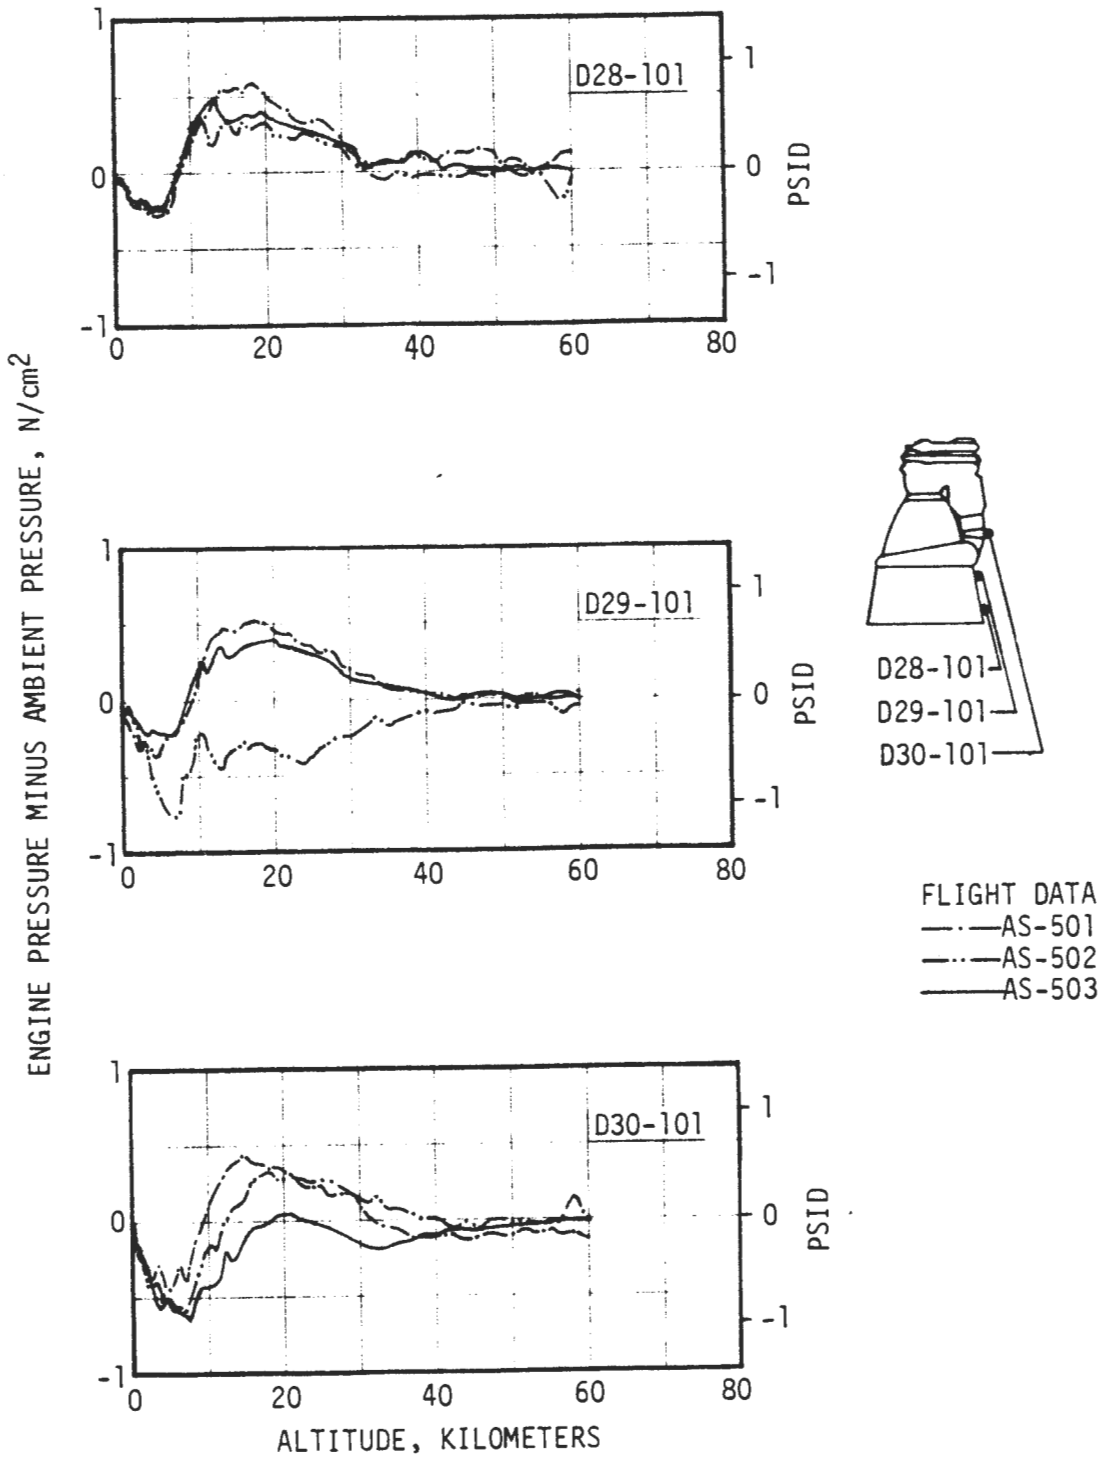 ENGINE PRESSURE MINUS AMBIENT PRESSURE, N/cm2
1
0
-1
0 20 40 60 80
D28-101
1
0
-1
PSID
1
0
-1
0 20 40 60 80
D29-101
1
0
-1
PSID
D28-101
D29-101
D30-101
FLIGHT DATA
AS-501
AS-502
AS-503
1
0
-1
0 20 40 60 80
D30-101
1
0
-1
PSID
ALTITUDE, KILOMETERS